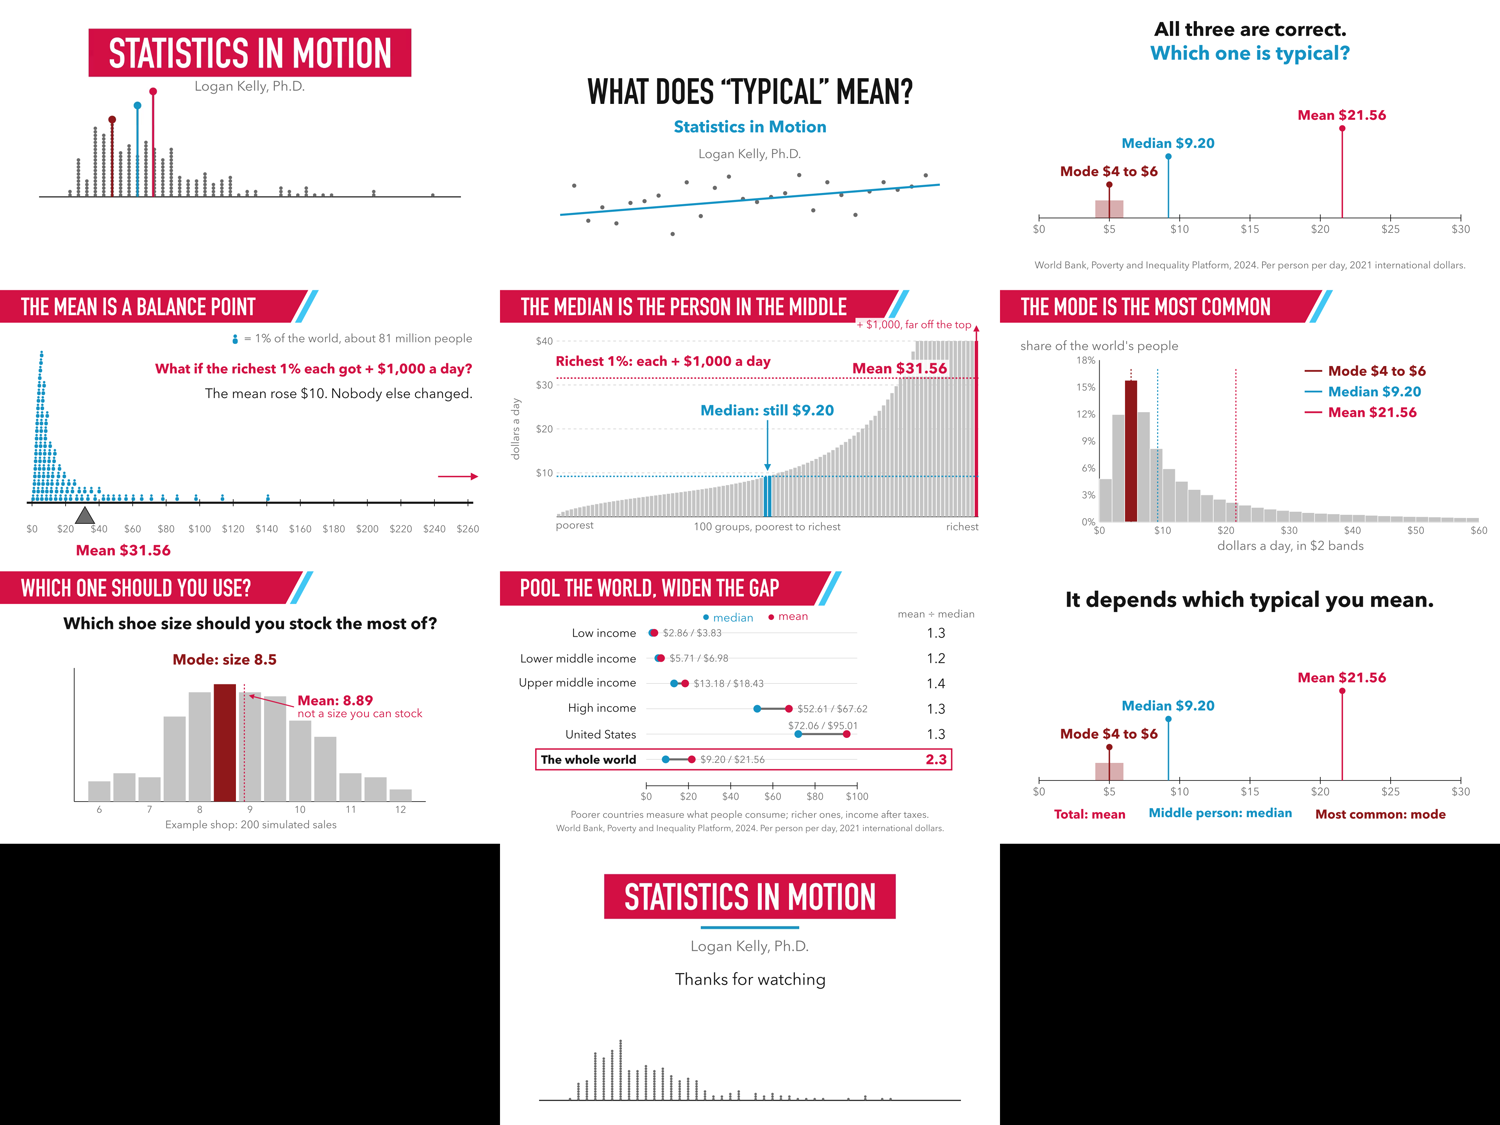 STATISTICS IN MOTION
Logan Kelly, Ph.D.
WHAT DOES “TYPICAL” MEAN?
Statistics in Motion
Logan Kelly, Ph.D.
All three are correct.
Which one is typical?
Mean $21.56
Median $9.20
Mode $4 to $6
$0 $5 $10 $15 $20 $25 $30
World Bank, Poverty and Inequality Platform, 2024. Per person per day, 2021 international dollars.
THE MEAN IS A BALANCE POINT
= 1% of the world, about 81 million people
What if the richest 1% each got + $1,000 a day?
The mean rose $10. Nobody else changed.
$0 $20 $40 $60 $80 $100 $120 $140 $160 $180 $200 $220 $240 $260
Mean $31.56
THE MEDIAN IS THE PERSON IN THE MIDDLE
+ $1,000, far off the top
$40
Richest 1%: each + $1,000 a day
Mean $31.56
$30
Median: still $9.20
$20
$10
dollars a day
poorest 100 groups, poorest to richest richest
THE MODE IS THE MOST COMMON
share of the world's people
18%
15%
12%
9%
6%
3%
0%
Mode $4 to $6
Median $9.20
Mean $21.56
$0 $10 $20 $30 $40 $50 $60
dollars a day, in $2 bands
WHICH ONE SHOULD YOU USE?
Which shoe size should you stock the most of?
Mode: size 8.5
Mean: 8.89
not a size you can stock
6 7 8 9 10 11 12
Example shop: 200 simulated sales
POOL THE WORLD, WIDEN THE GAP
median mean mean ÷ median
Low income $2.86 / $3.83 1.3
Lower middle income $5.71 / $6.98 1.2
Upper middle income $13.18 / $18.43 1.4
High income $52.61 / $67.62 1.3
United States $72.06 / $95.01 1.3
The whole world $9.20 / $21.56 2.3
$0 $20 $40 $60 $80 $100
Poorer countries measure what people consume; richer ones, income after taxes.
World Bank, Poverty and Inequality Platform, 2024. Per person per day, 2021 international dollars.
It depends which typical you mean.
Mean $21.56
Median $9.20
Mode $4 to $6
$0 $5 $10 $15 $20 $25 $30
Total: mean Middle person: median Most common: mode
STATISTICS IN MOTION
Logan Kelly, Ph.D.
Thanks for watching